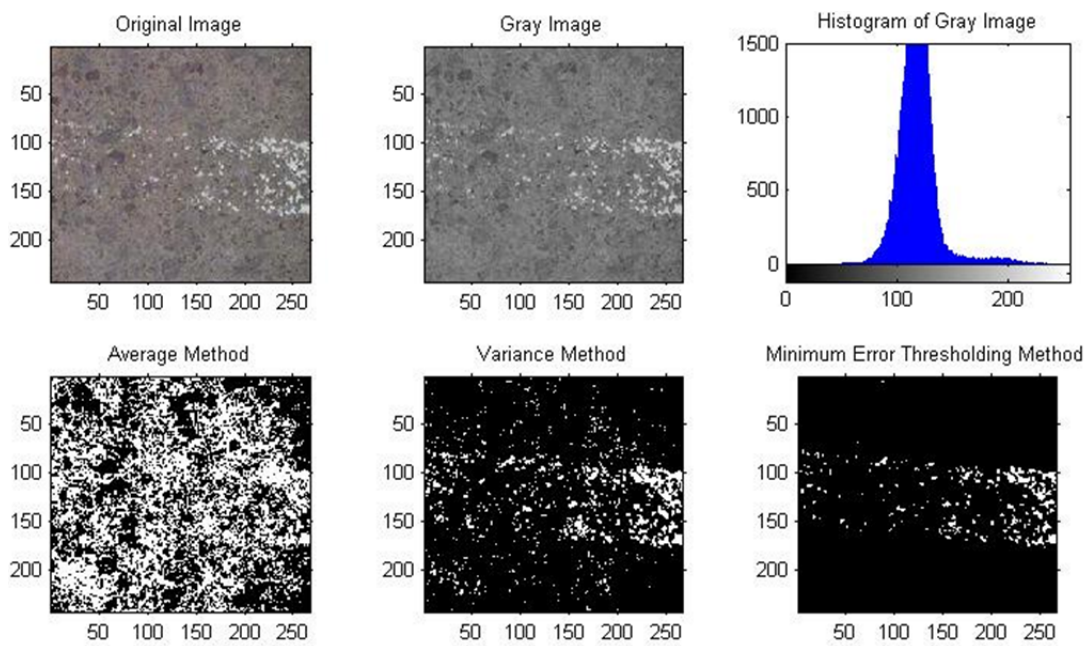 Original Image
50
100
150
200
50 100 150 200 250
Gray Image
50
100
150
200
50 100 150 200 250
Histogram of Gray Image
1500
1000
500
0
0 100 200
Average Method
50
100
150
200
50 100 150 200 250
Variance Method
50
100
150
200
50 100 150 200 250
Minimum Error Thresholding Method
50
100
150
200
50 100 150 200 250